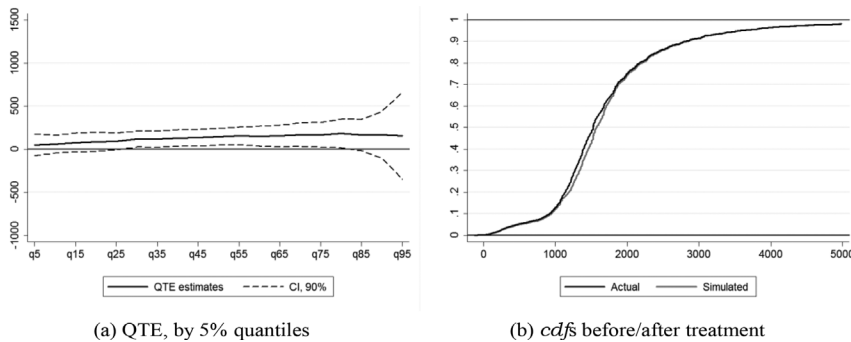 1500
1000
500
0
-500
-1000
q5 q15 q25 q35 q45 q55 q65 q75 q85 q95
QTE estimates CI, 90%
(a) QTE, by 5% quantiles
1
.9
.8
.7
.6
.5
.4
.3
.2
.1
0
0 1000 2000 3000 4000 5000
Actual Simulated
(b) cdfs before/after treatment